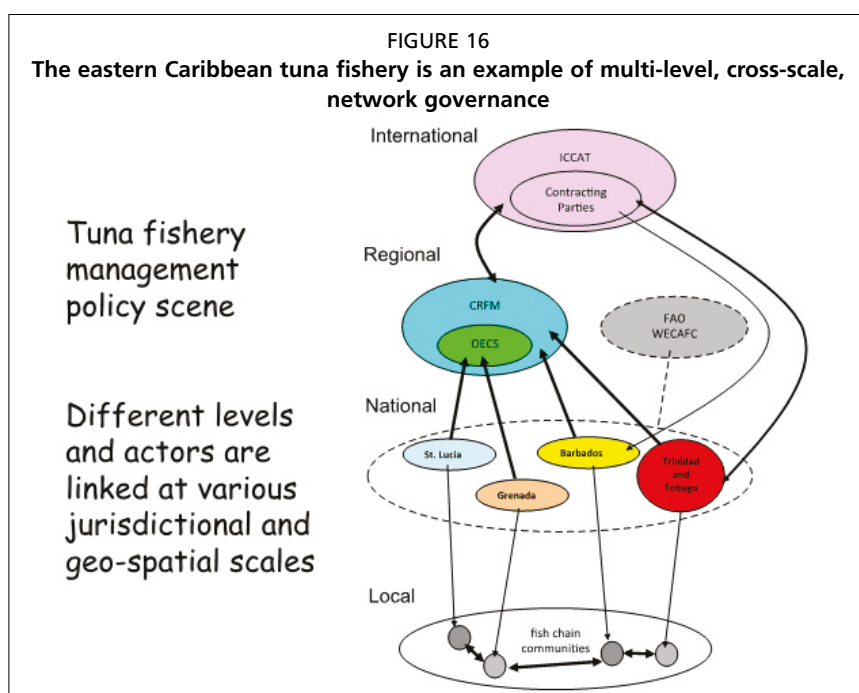 FIGURE 16
The eastern Caribbean tuna fishery is an example of multi-level, cross-scale,
network governance
International
ICCAT
Contracting
Parties
Tuna fishery
management
policy scene
Regional
CRFM
OECS
FAO
WECAFC
Different levels
and actors are
linked at various
jurisdictional and
geo-spatial scales
National
St. Lucia
Grenada
Barbados
Trinidad
and
Tobago
Local
fish chain
communities